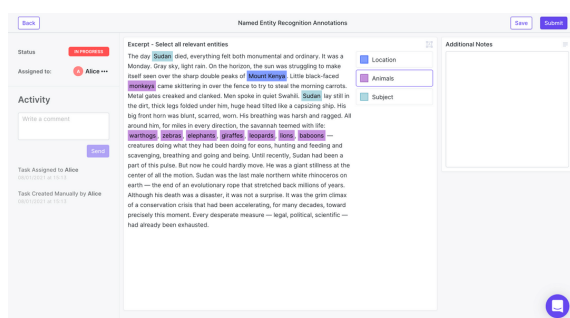 Back
Named Entity Recognition Annotations
Save
Submit
Status
IN PROGRESS
Assigned to:
Alice
Activity
Write a comment
Send
Task Assigned to Alice
09/01/2021 at 15:15
Task Created Manually by Alice
09/01/2021 at 15:15
Excerpt - Select all relevant entities
The day Sudan died, everything felt both monumental and ordinary. It was a
Monday. Gray sky, light rain. On the horizon, the sun was struggling to make
itself seen over the sharp double peaks of Mount Kenya. Little black-faced
monkeys came skittering in over the fence to try to steal the morning carrots.
Metal gates creaked and clanked. Men spoke in quiet Swahili. Sudan lay still in
the dirt, thick legs folded under him, huge head tilted like a capsizing ship. His
big front horn was blunt, scarred, worn. His breathing was harsh and ragged. All
around him, for miles in every direction, the savannah teemed with life:
warthogs, zebras, elephants, giraffes, leopards, lions, baboons —
creatures doing what they had been doing for eons, hunting and feeding and
scavenging, breathing and going and being. Until recently, Sudan had been a
part of this pulse. But now he could hardly move. He was a giant stillness at the
center of all the motion. Sudan was the last male northern white rhinoceros on
earth — the end of an evolutionary rope that stretched back millions of years.
Although his death was a disaster, it was not a surprise. It was the grim climax
of a conservation crisis that had been accelerating, for many decades, toward
precisely this moment. Every desperate measure — legal, political, scientific —
had already been exhausted.
Location
Animals
Subject
Additional Notes